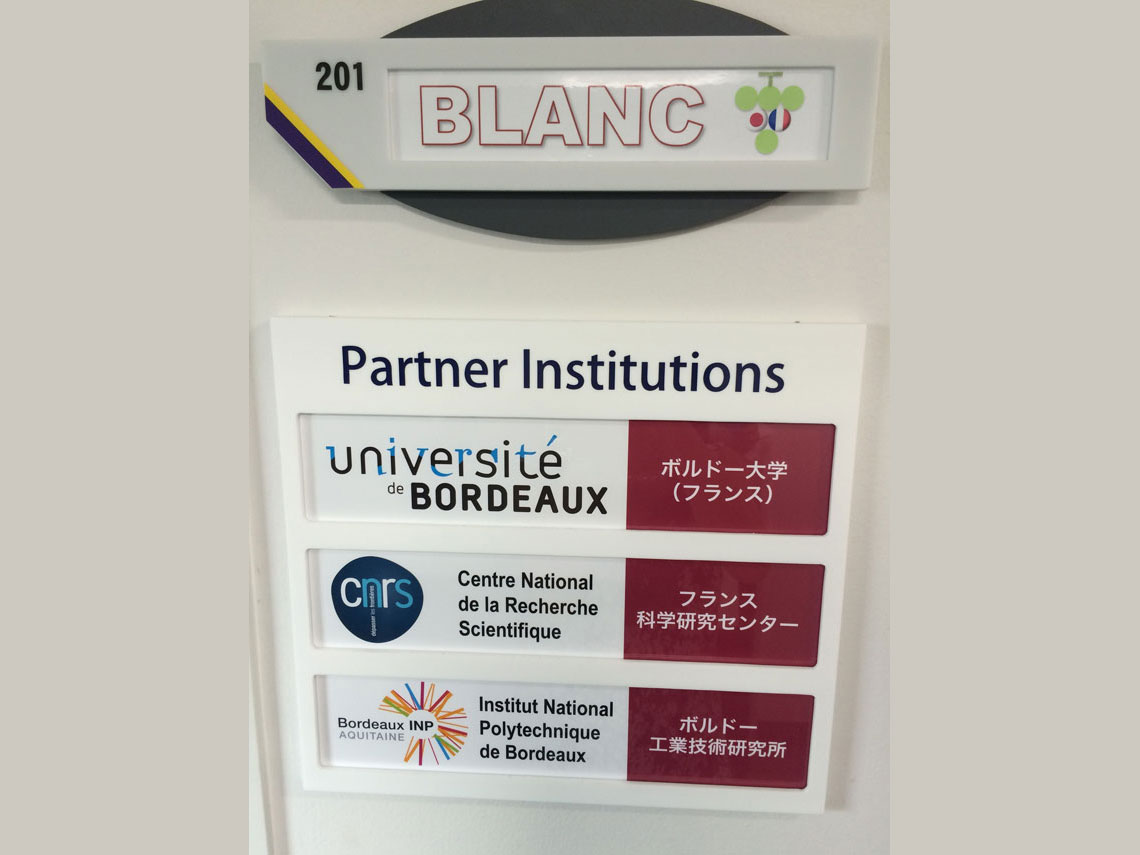 201
BLANC
Partner Institutions
université
de BORDEAUX
ボルドー大学
（フランス）
cnrs
dépasser les frontières
Centre National
de la Recherche
Scientifique
フランス
科学研究センター
Bordeaux INP
AQUITAINE
Institut National
Polytechnique
de Bordeaux
ボルドー
工業技術研究所